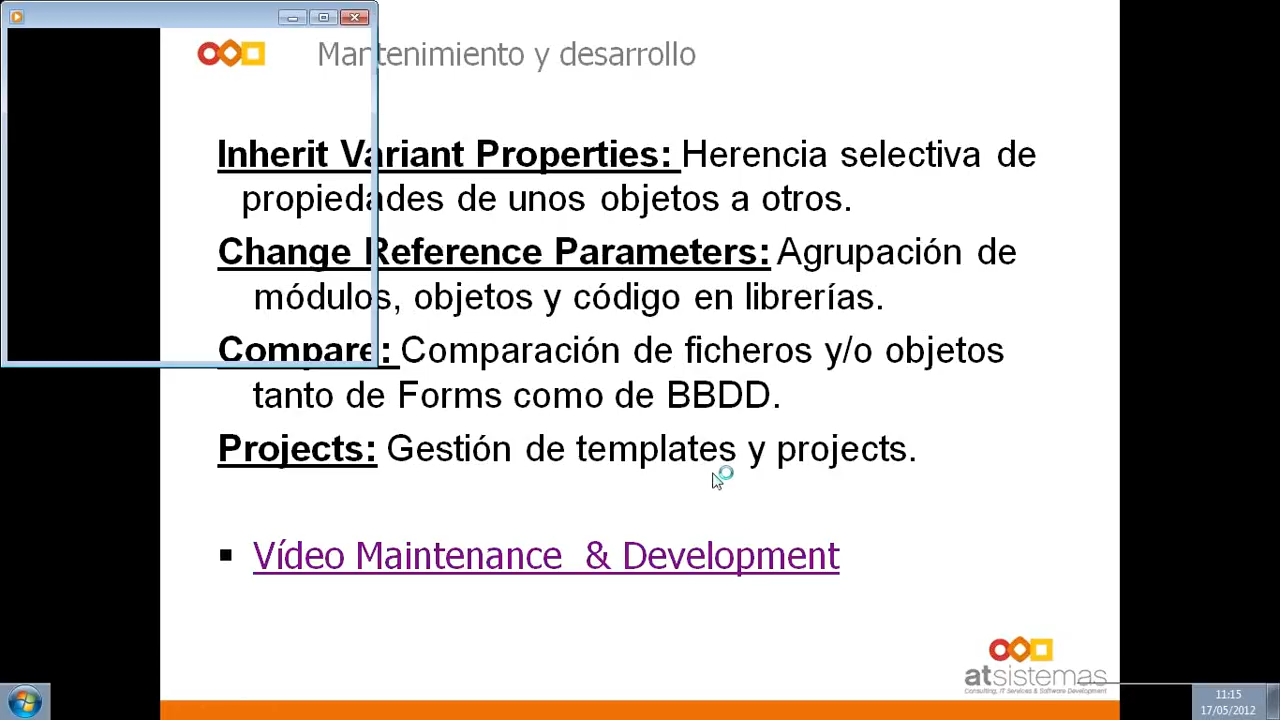 Mantenimiento y desarrollo
Inherit Variant Properties: Herencia selectiva de
propiedades de unos objetos a otros.
Change Reference Parameters: Agrupación de
módulos, objetos y código en librerías.
Compare: Comparación de ficheros y/o objetos
tanto de Forms como de BBDD.
Projects: Gestión de templates y projects.
▪ Vídeo Maintenance & Development
atsistemas
Consulting, IT Services & Software Development
11:15
17/05/2012